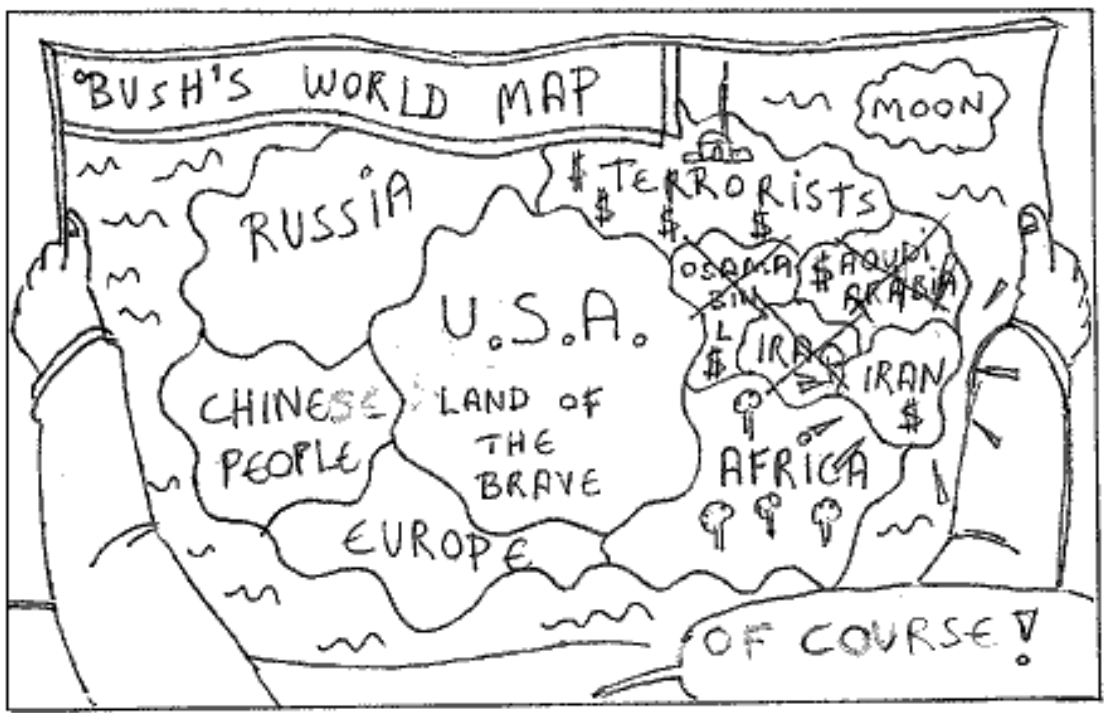 BUSH'S WORLD MAP
MOON
RUSSIA
$ TERRORISTS
$ $ $
U.S.A.
LAND OF
THE
BRAVE
OSAMA
BIN
L
$
$AOUDI
ARABIA
IRAQ
IRAN
$
CHINESE
PEOPLE
AFRICA
EUROPE
OF COURSE!